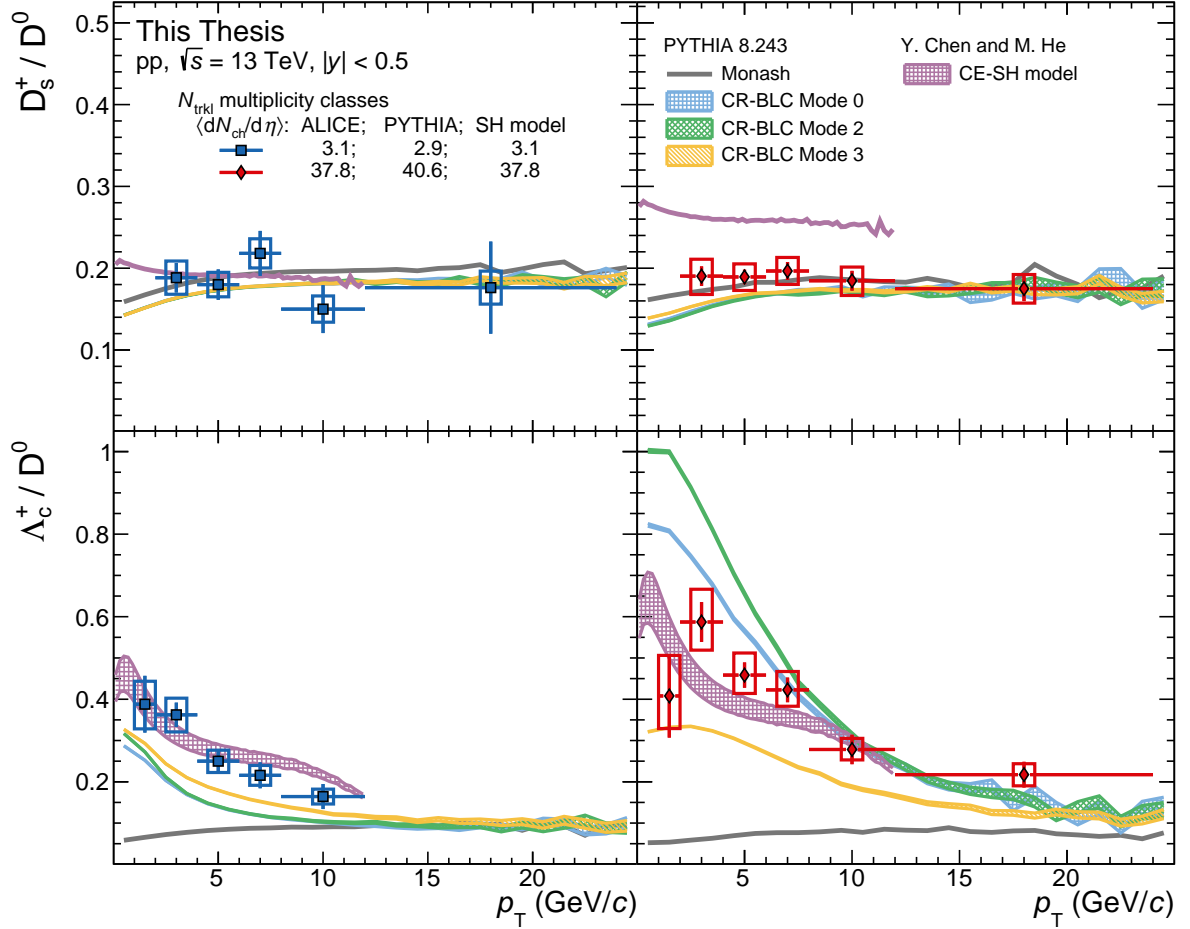 This Thesis
pp, √s = 13 TeV, |y| < 0.5
N_trkl multiplicity classes
⟨dN_ch/dη⟩: ALICE; PYTHIA; SH model
3.1; 2.9; 3.1
37.8; 40.6; 37.8
PYTHIA 8.243
Monash
CR-BLC Mode 0
CR-BLC Mode 2
CR-BLC Mode 3
Y. Chen and M. He
CE-SH model
D_s^+ / D^0
0.5
0.4
0.3
0.2
0.1
Λ_c^+ / D^0
1
0.8
0.6
0.4
0.2
5 10 15 20
p_T (GeV/c)
5 10 15 20
p_T (GeV/c)